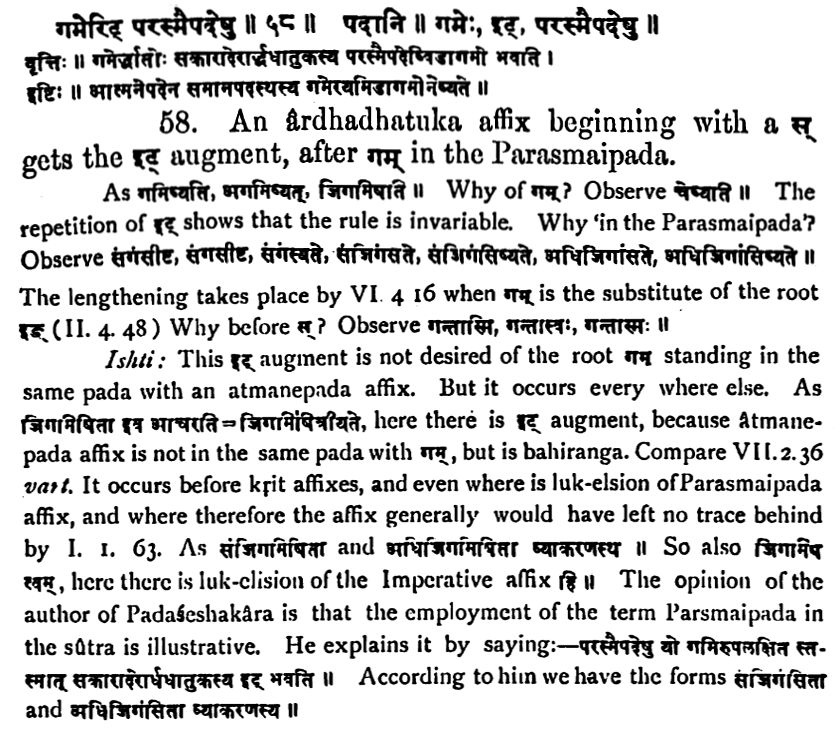 गमेरिट् परस्मैपदेषु ॥ ५८ ॥ पदानि ॥ गमेः, इट्, परस्मैपदेषु ॥
वृत्तिः ॥ गमेर्द्धातोः सकारादेरार्द्धधातुकस्य परस्मैपदेष्विडागमो भवति ।
इष्टिः ॥ आत्मनेपदेन समानपदस्थस्य गमेरयमिडागमोनेष्यते ॥
58. An ârdhadhatuka affix beginning with a स्
gets the इट् augment, after गम् in the Parasmaipada.
As गमिष्यति, अगमिष्यत्, जिगमिषति ॥ Why of गम्? Observe चेष्यति ॥ The
repetition of इट् shows that the rule is invariable. Why 'in the Parasmaipada'?
Observe संगंसीष्ट, संगसीष्ट, संगंस्यते, संजिगंसते, संजिगंसिष्यते, अधिजिगांसते, अधिजिगांसिष्यते ॥
The lengthening takes place by VI. 4 16 when गम् is the substitute of the root
इङ् (II. 4. 48) Why before स्? Observe गन्तास्मि, गन्तास्वः, गन्तास्मः ॥
Ishti: This इट् augment is not desired of the root गम् standing in the
same pada with an atmanepada affix. But it occurs every where else. As
जिगमिषिता इव आचरति = जिगमिषित्रीयते, here there is इट् augment, because âtmane-
pada affix is not in the same pada with गम्, but is bahiranga. Compare VII. 2. 36
vart. It occurs before kṛit affixes, and even where is luk-elsion of Parasmaipada
affix, and where therefore the affix generally would have left no trace behind
by I. 1. 63. As संजिगमिषिता and अधिजिगमिषिता व्याकरणस्य ॥ So also जिगमिष
त्वम्, here there is luk-elision of the Imperative affix हि ॥ The opinion of the
author of Padaśeshakâra is that the employment of the term Parsmaipada in
the sûtra is illustrative. He explains it by saying:—परस्मैपदेषु यो गमिरुपलक्षित स्त-
स्मात् सकारादेरार्धधातुकस्य इट् भवति ॥ According to him we have the forms संजिगंसिता
and अधिजिगंसिता व्याकरणस्य ॥